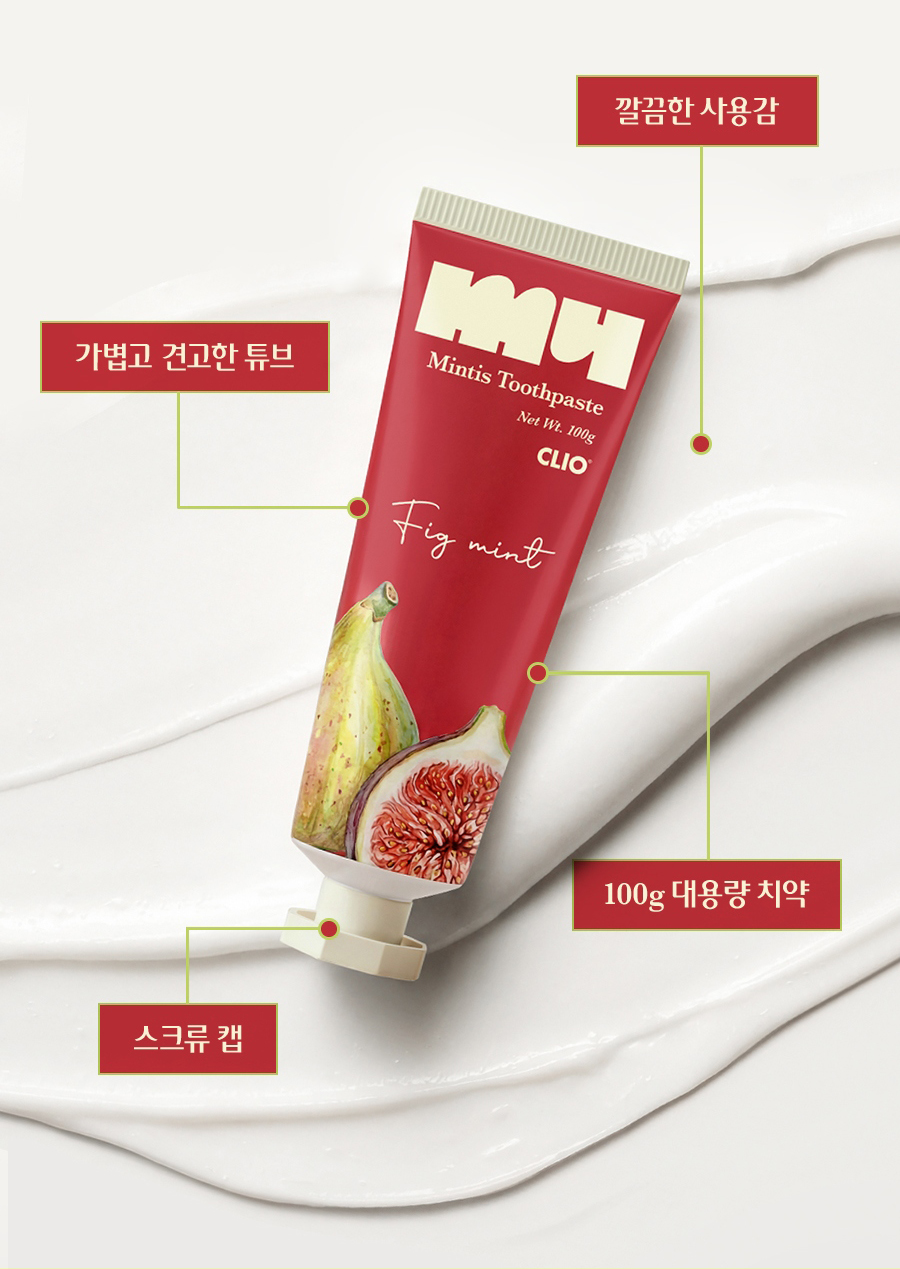 깔끔한 사용감
mu
Mintis Toothpaste
Net Wt. 100g
CLIO®
가볍고 견고한 튜브
Fig mint
100g 대용량 치약
스크류 캡